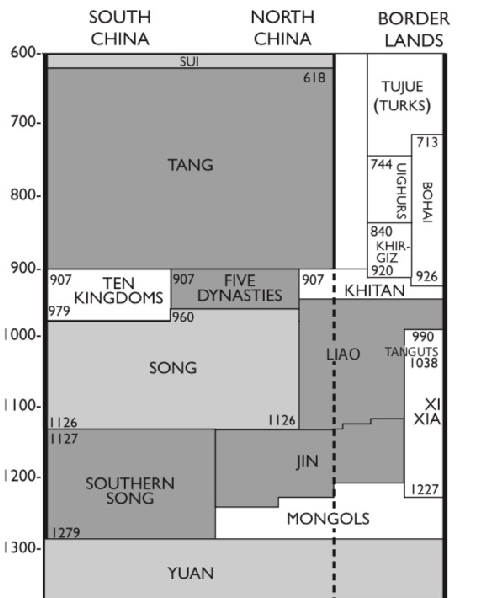 SOUTH CHINA
NORTH CHINA
BORDER LANDS
600-
SUI
618
TUJUE
(TURKS)
700-
713
TANG
744
UIGHURS
BOHAI
800-
840
KHIR-
GIZ
920
926
900-
907
TEN
KINGDOMS
979
907
FIVE
DYNASTIES
960
907
KHITAN
1000-
990
TANGUTS
1038
LIAO
SONG
XI
XIA
1100-
1126
1126
1127
JIN
1200-
SOUTHERN
SONG
1227
MONGOLS
1279
1300-
YUAN